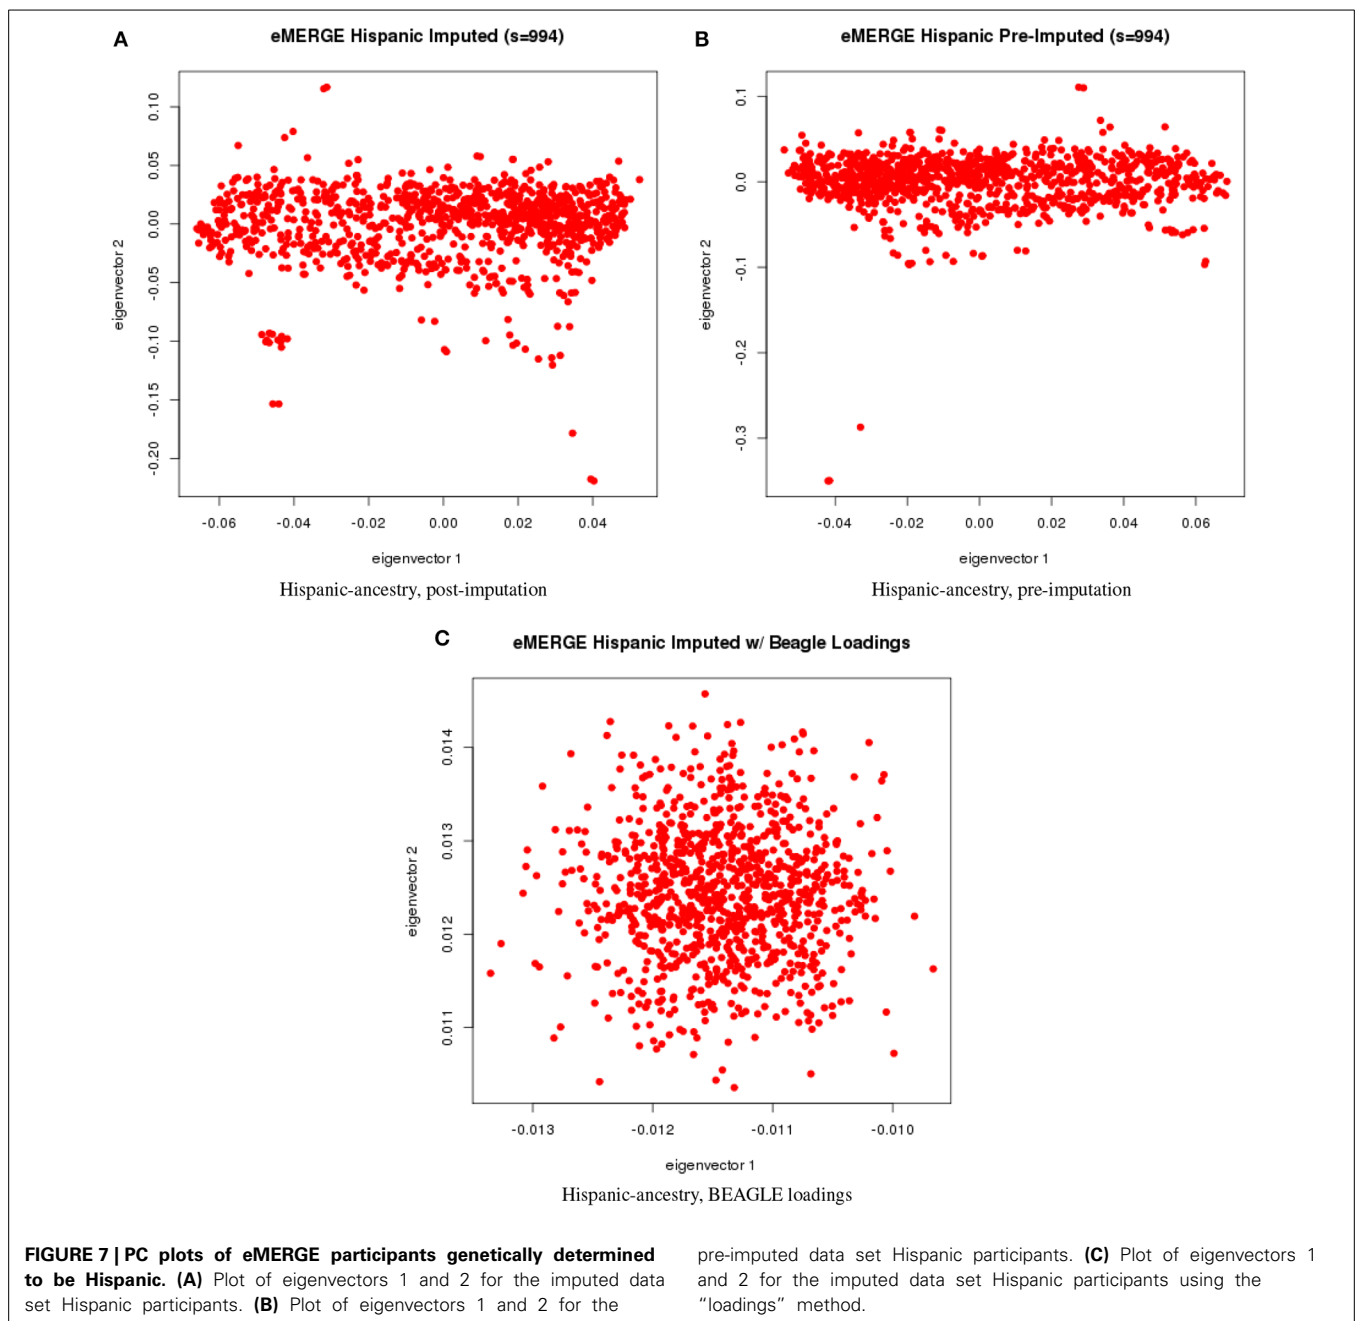 A
eMERGE Hispanic Imputed (s=994)
eigenvector 2
0.10
0.05
0.00
-0.05
-0.10
-0.15
-0.20
-0.06 -0.04 -0.02 0.00 0.02 0.04
eigenvector 1
Hispanic-ancestry, post-imputation
B
eMERGE Hispanic Pre-Imputed (s=994)
eigenvector 2
0.1
0.0
-0.1
-0.2
-0.3
-0.04 -0.02 0.00 0.02 0.04 0.06
eigenvector 1
Hispanic-ancestry, pre-imputation
C
eMERGE Hispanic Imputed w/ Beagle Loadings
eigenvector 2
0.014
0.013
0.012
0.011
-0.013 -0.012 -0.011 -0.010
eigenvector 1
Hispanic-ancestry, BEAGLE loadings
FIGURE 7 | PC plots of eMERGE participants genetically determined
to be Hispanic. (A) Plot of eigenvectors 1 and 2 for the imputed data
set Hispanic participants. (B) Plot of eigenvectors 1 and 2 for the
pre-imputed data set Hispanic participants. (C) Plot of eigenvectors 1
and 2 for the imputed data set Hispanic participants using the
“loadings” method.